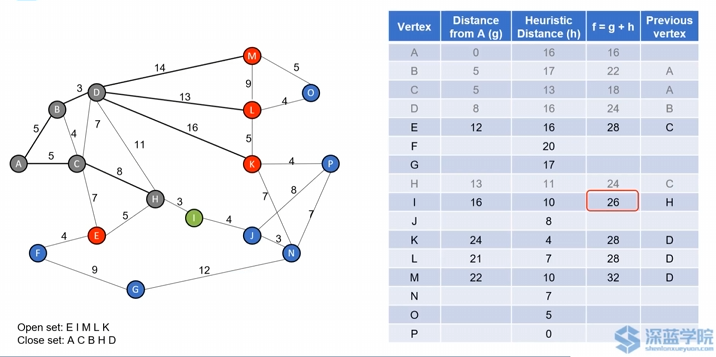 14
5
M
9
O
3
D
13
4
B
L
16
5
7
4
5
11
A
5
C
8
K
4
P
7
H
3
7
8
5
I
4
7
4
E
J
3
F
N
9
12
G
Open set: E I M L K
Close set: A C B H D
Vertex Distance from A (g) Heuristic Distance (h) f = g + h Previous vertex
A 0 16 16
B 5 17 22 A
C 5 13 18 A
D 8 16 24 B
E 12 16 28 C
F 20
G 17
H 13 11 24 C
I 16 10 26 H
J 8
K 24 4 28 D
L 21 7 28 D
M 22 10 32 D
N 7
O 5
P 0
深蓝学院
shenlanxueyuan.com